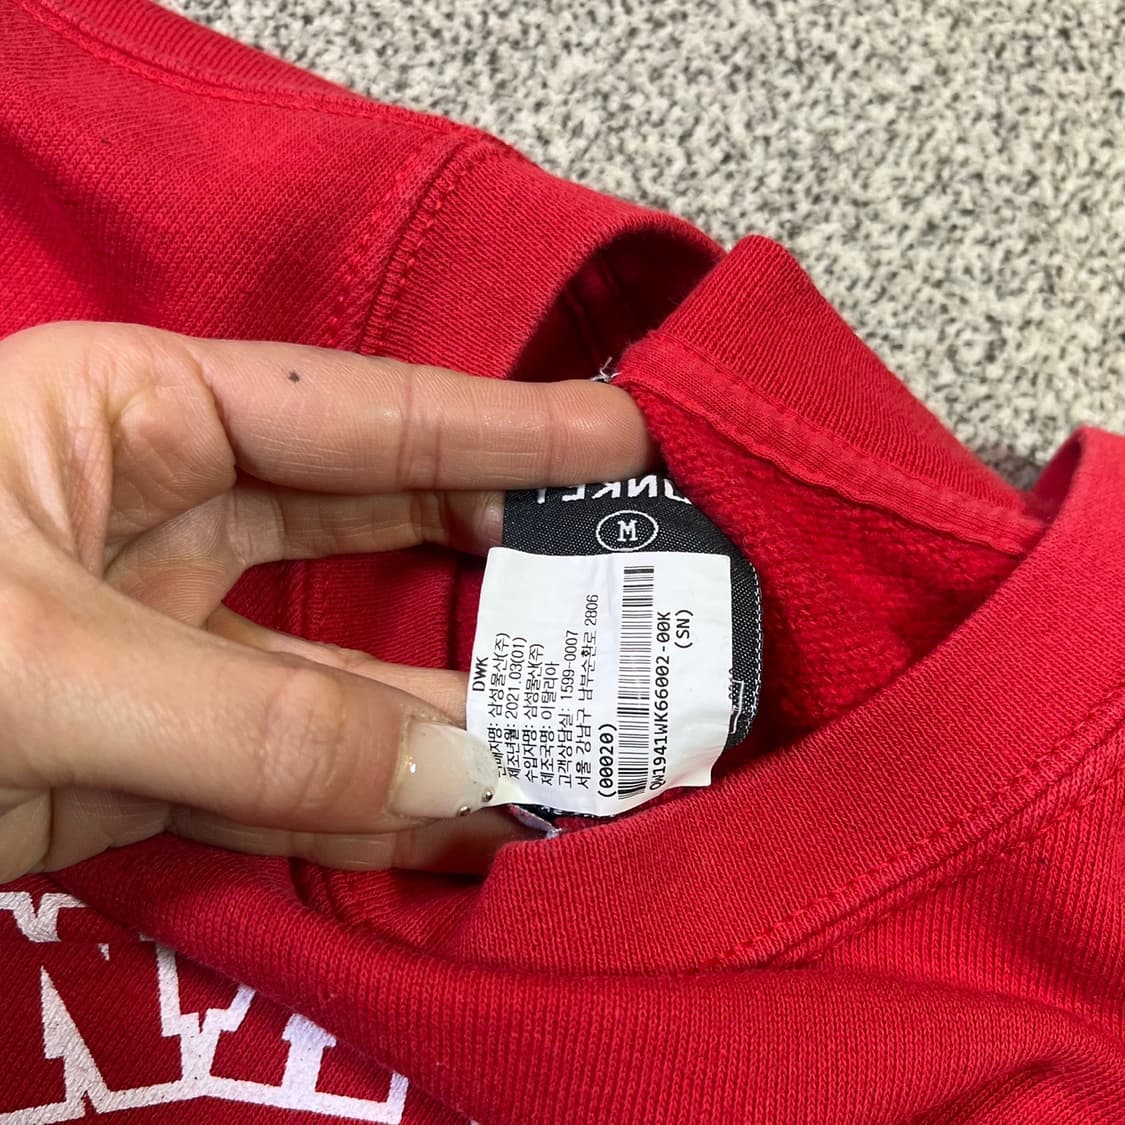 M
DWK
판매자명: 삼성물산(주)
제조년월: 2021.03(01)
수입자명: 삼성물산(주)
제조국명: 이탈리아
고객상담실: 1599-0007
서울 강남구 남부순환로 2806
(00020)
QW1941WK66002-00K
(SN)